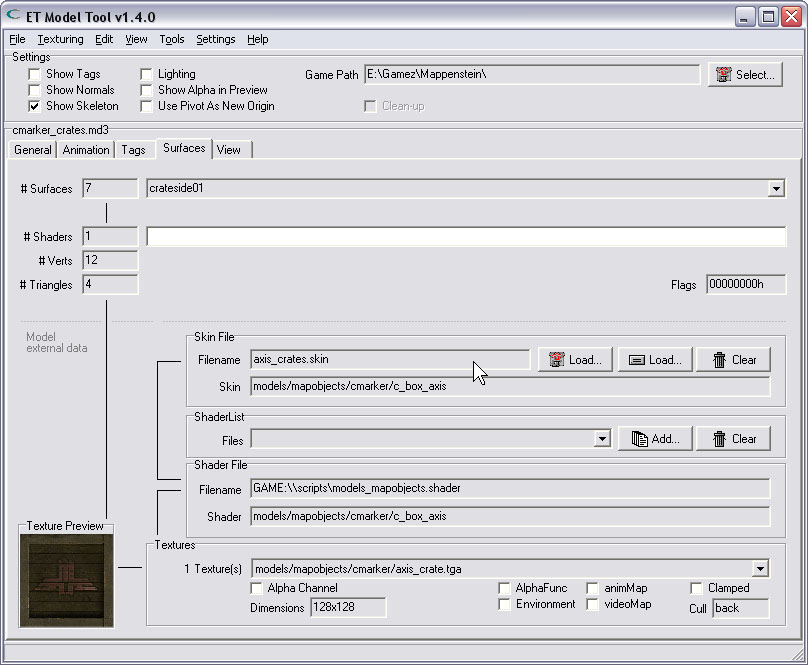 ET Model Tool v1.4.0
File Texturing Edit View Tools Settings Help
Settings
Show Tags Lighting Game Path E:\Gamez\Mappenstein\ Select...
Show Normals Show Alpha in Preview
Show Skeleton Use Pivot As New Origin Clean-up
cmarker_crates.md3
General Animation Tags Surfaces View
# Surfaces 7 crateside01
# Shaders 1
# Verts 12
# Triangles 4 Flags 00000000h
Model
external data
Skin File
Filename axis_crates.skin Load... Load... Clear
Skin models/mapobjects/cmarker/c_box_axis
ShaderList
Files Add... Clear
Shader File
Filename GAME:\\scripts\models_mapobjects.shader
Shader models/mapobjects/cmarker/c_box_axis
Texture Preview
Textures
1 Texture(s) models/mapobjects/cmarker/axis_crate.tga
Alpha Channel AlphaFunc animMap Clamped
Dimensions 128x128 Environment videoMap Cull back